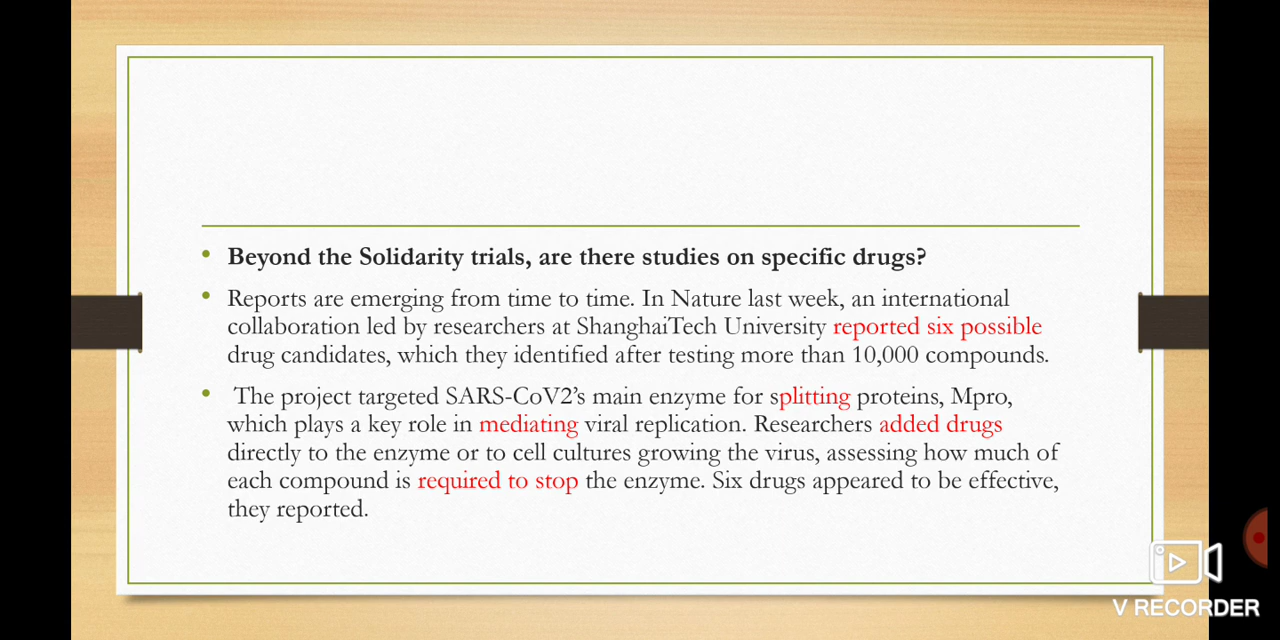 Beyond the Solidarity trials, are there studies on specific drugs?
Reports are emerging from time to time. In Nature last week, an international
collaboration led by researchers at ShanghaiTech University reported six possible
drug candidates, which they identified after testing more than 10,000 compounds.
The project targeted SARS-CoV2’s main enzyme for splitting proteins, Mpro,
which plays a key role in mediating viral replication. Researchers added drugs
directly to the enzyme or to cell cultures growing the virus, assessing how much of
each compound is required to stop the enzyme. Six drugs appeared to be effective,
they reported.
V RECORDER